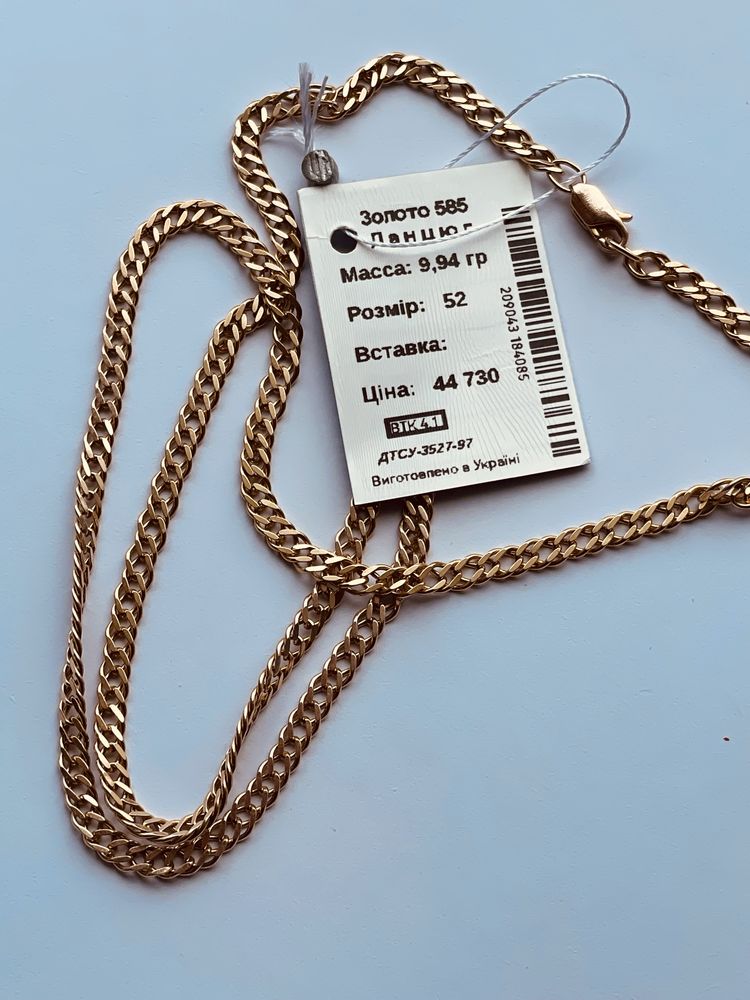 Золото 585
Ланцюг
Масса: 9,94 гр
Розмір: 52
Вставка:
Ціна: 44 730
ВТК 4.1
ДТСУ-3527-97
Виготовлено в Україні
209043 184085